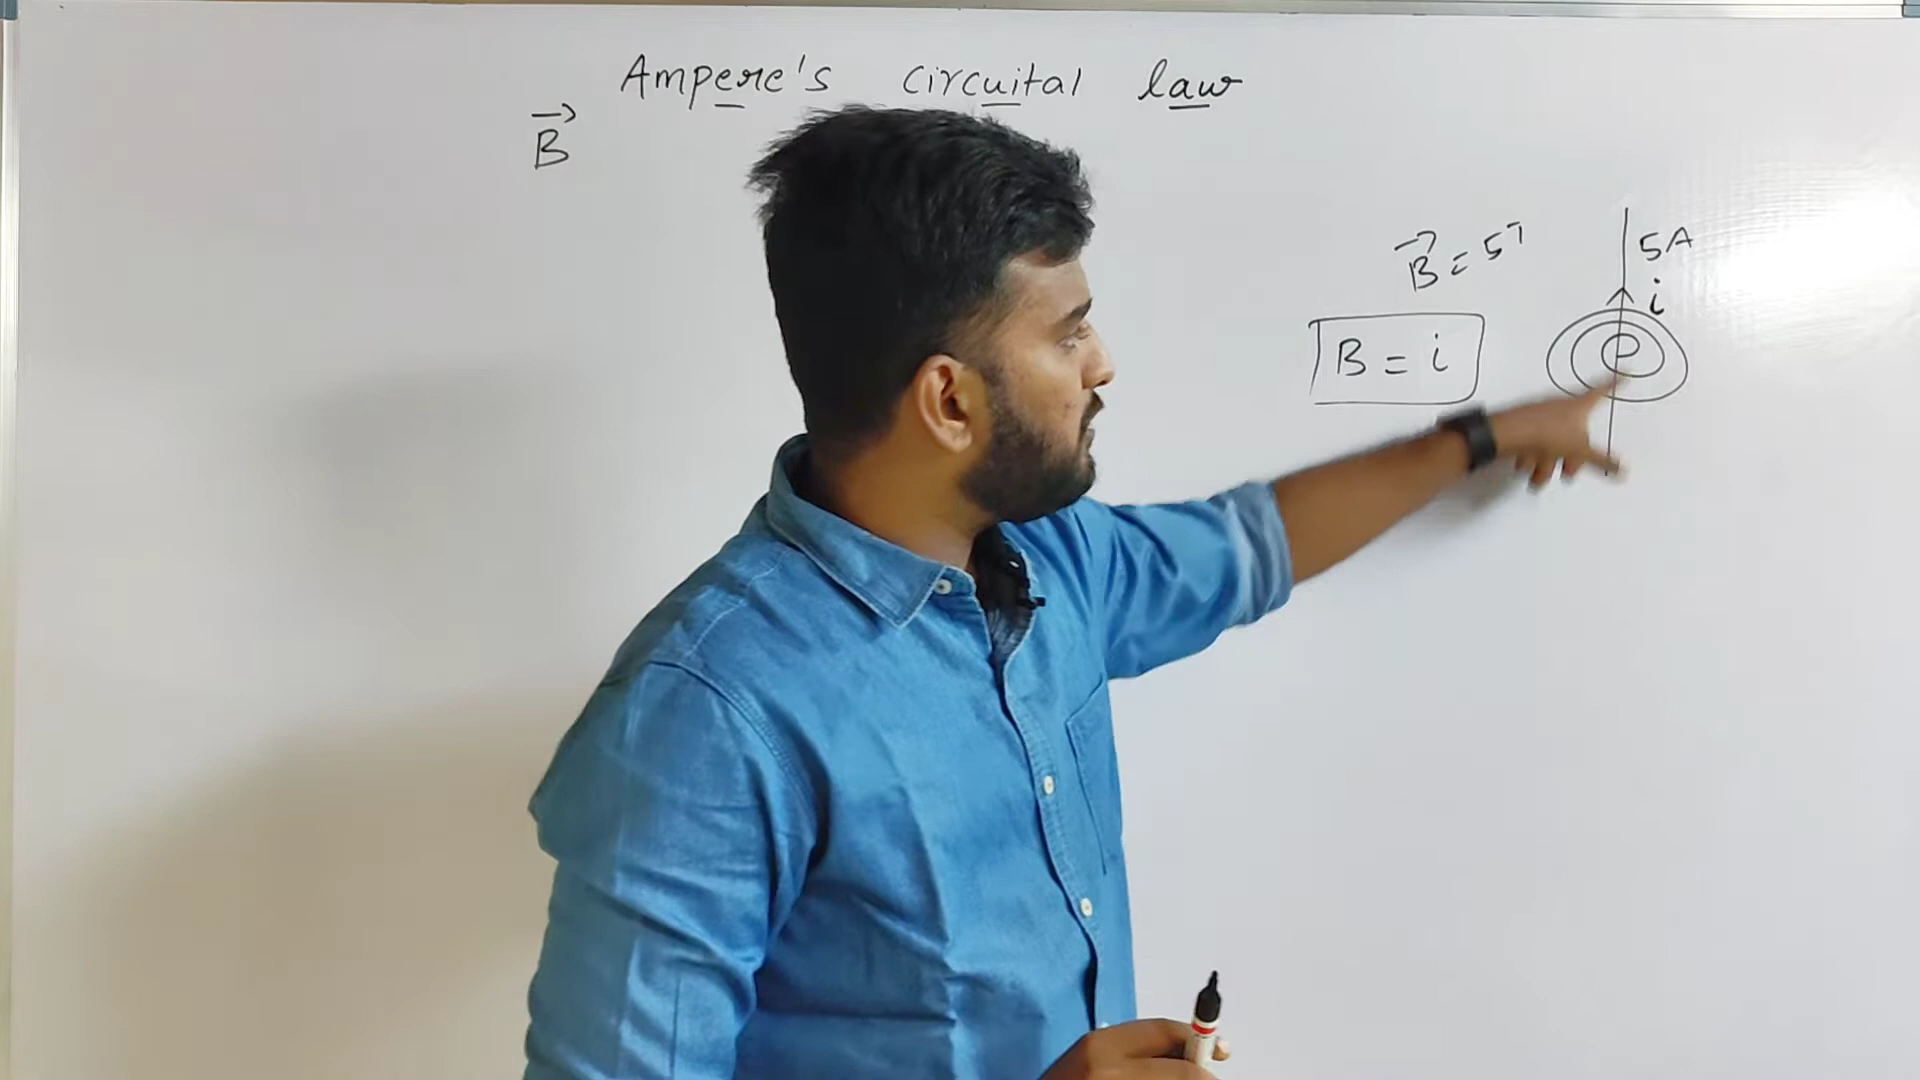 Ampere's circuital law
B
B = 5T
5A
i
B = i